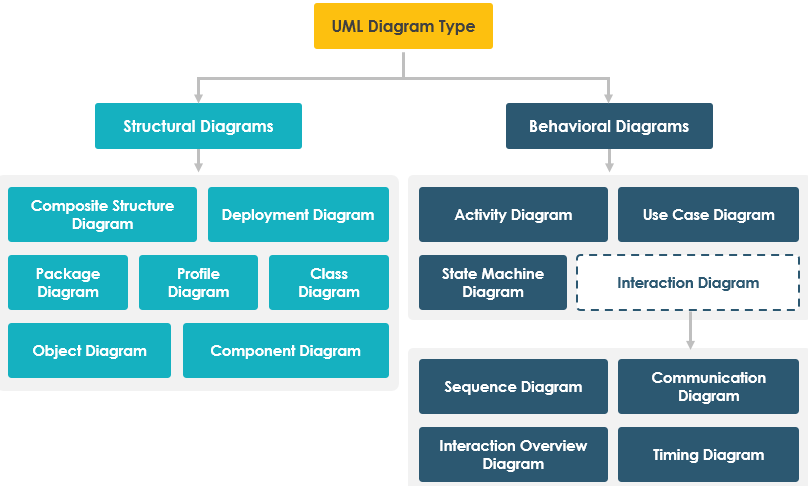 UML Diagram Type
Structural Diagrams
Behavioral Diagrams
Composite Structure
Diagram
Deployment Diagram
Package
Diagram
Profile
Diagram
Class
Diagram
Object Diagram
Component Diagram
Activity Diagram
Use Case Diagram
State Machine
Diagram
Interaction Diagram
Sequence Diagram
Communication
Diagram
Interaction Overview
Diagram
Timing Diagram